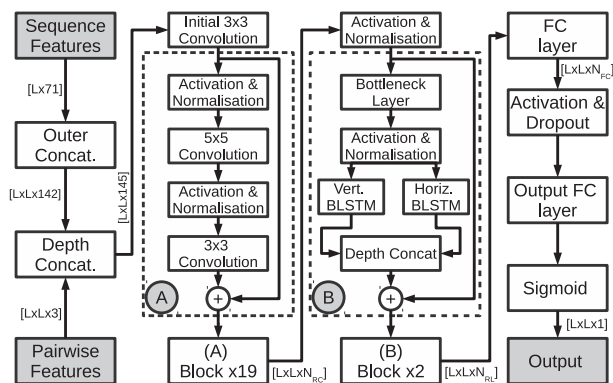 Sequence
Features
[Lx71]
Outer
Concat.
[LxLx142]
Depth
Concat.
[LxLx3]
Pairwise
Features
[LxLx145]
Initial 3x3
Convolution
Activation &
Normalisation
5x5
Convolution
Activation &
Normalisation
3x3
Convolution
A
+
(A)
Block x19
[LxLxN_RC]
Activation &
Normalisation
Bottleneck
Layer
Activation &
Normalisation
Vert.
BLSTM
Horiz.
BLSTM
Depth Concat
B
+
(B)
Block x2
[LxLxN_RL]
FC
layer
[LxLxN_FC]
Activation &
Dropout
Output FC
layer
Sigmoid
[LxLx1]
Output